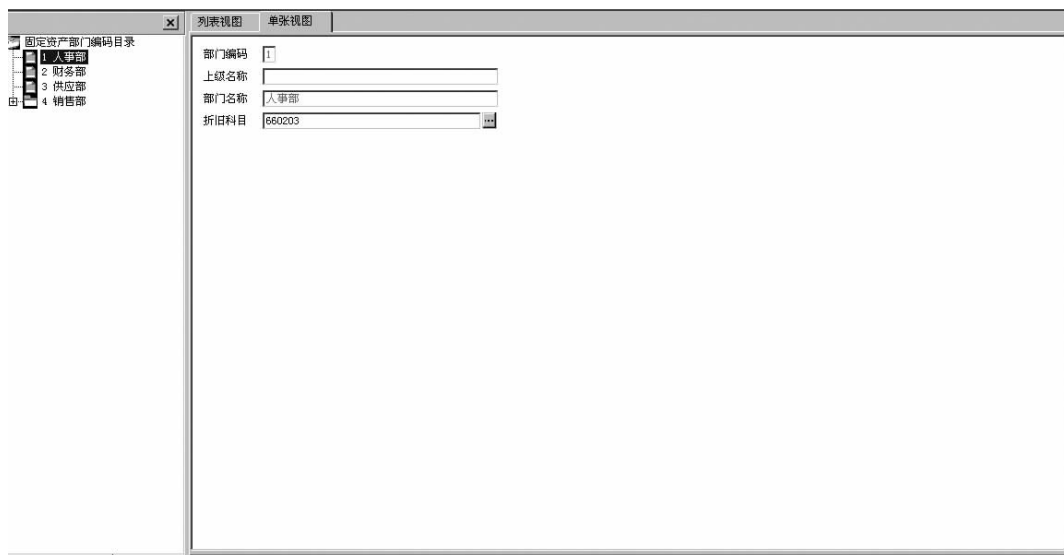 固定资产部门编码目录
1 人事部
2 财务部
3 供应部
4 销售部
列表视图 单张视图
部门编码 1
上级名称
部门名称 人事部
折旧科目 660203